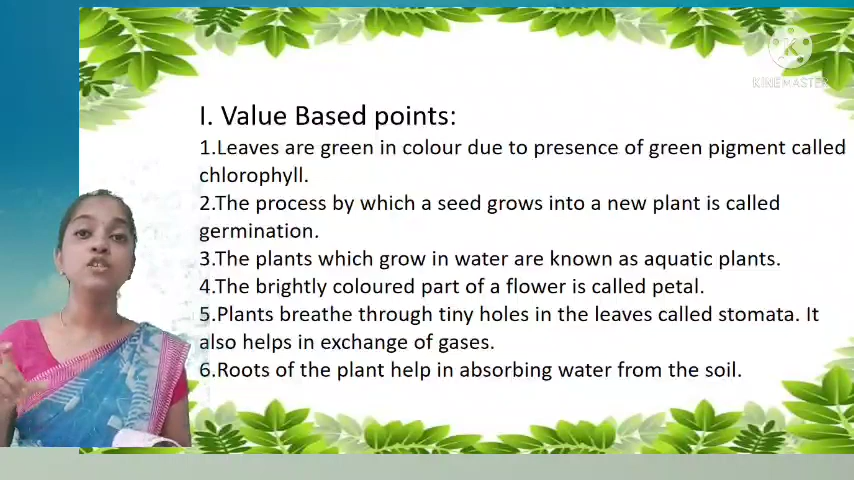 K
KINEMASTER
I. Value Based points:
1.Leaves are green in colour due to presence of green pigment called
chlorophyll.
2.The process by which a seed grows into a new plant is called
germination.
3.The plants which grow in water are known as aquatic plants.
4.The brightly coloured part of a flower is called petal.
5.Plants breathe through tiny holes in the leaves called stomata. It
also helps in exchange of gases.
6.Roots of the plant help in absorbing water from the soil.